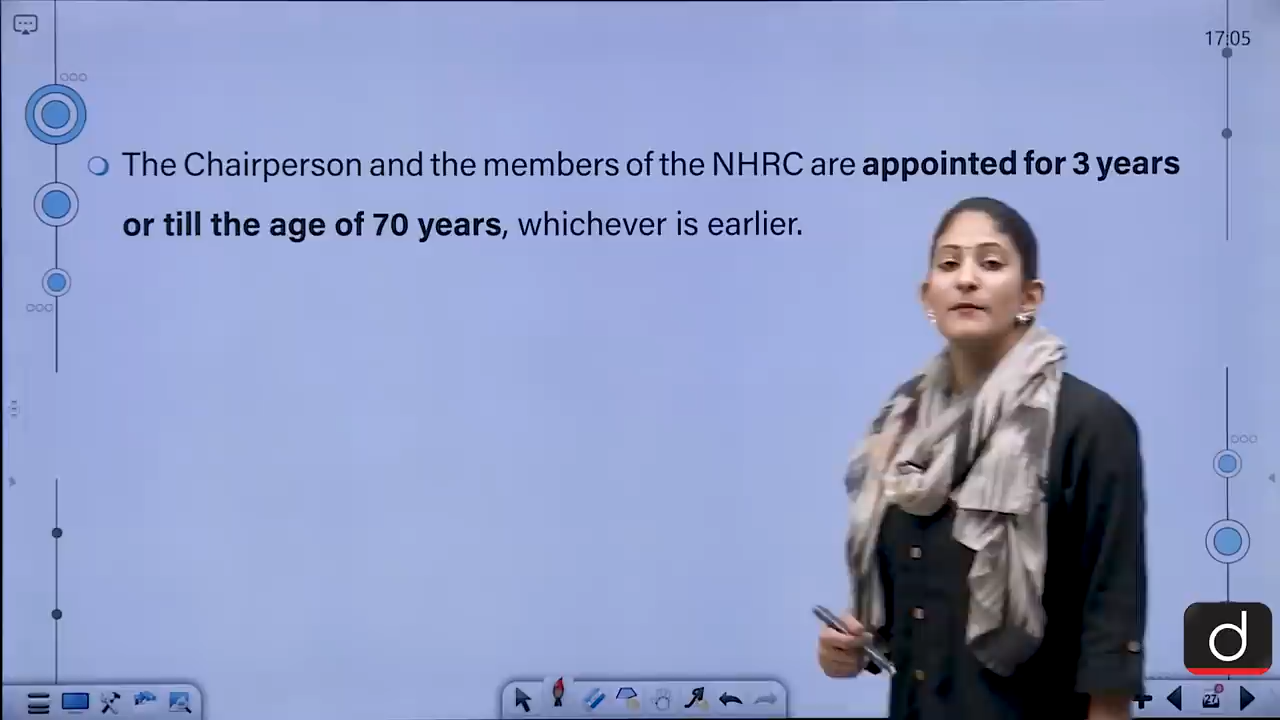 17:05
The Chairperson and the members of the NHRC are appointed for 3 years
or till the age of 70 years, whichever is earlier.
d
27